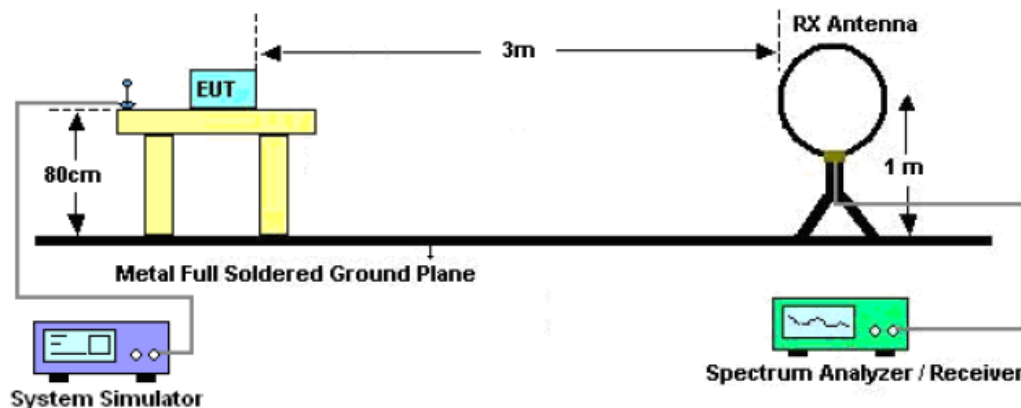 RX Antenna
3m
EUT
80cm
1 m
Metal Full Soldered Ground Plane
System Simulator
Spectrum Analyzer / Receiver